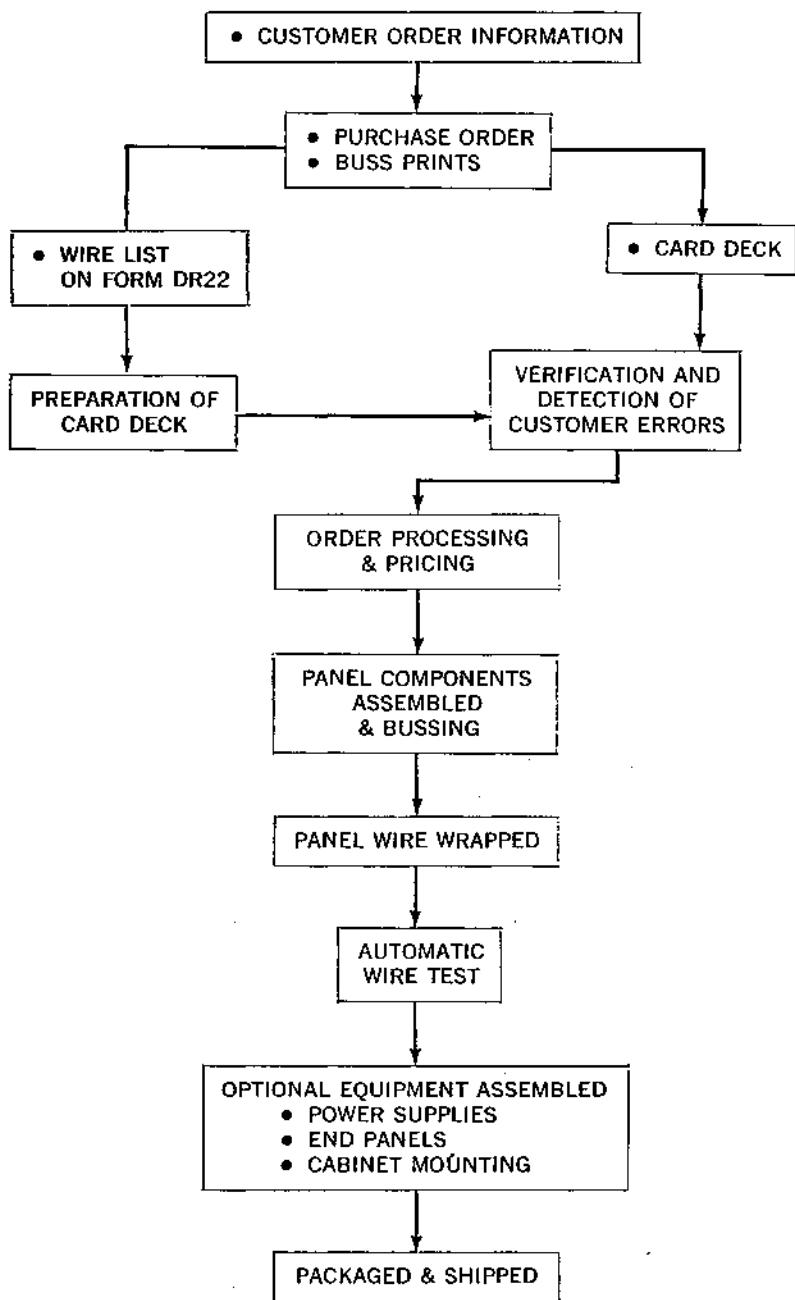 • CUSTOMER ORDER INFORMATION
• PURCHASE ORDER
• BUSS PRINTS
• WIRE LIST
ON FORM DR22
• CARD DECK
PREPARATION OF
CARD DECK
VERIFICATION AND
DETECTION OF
CUSTOMER ERRORS
ORDER PROCESSING
& PRICING
PANEL COMPONENTS
ASSEMBLED
& BUSSING
PANEL WIRE WRAPPED
AUTOMATIC
WIRE TEST
OPTIONAL EQUIPMENT ASSEMBLED
• POWER SUPPLIES
• END PANELS
• CABINET MOUNTING
PACKAGED & SHIPPED